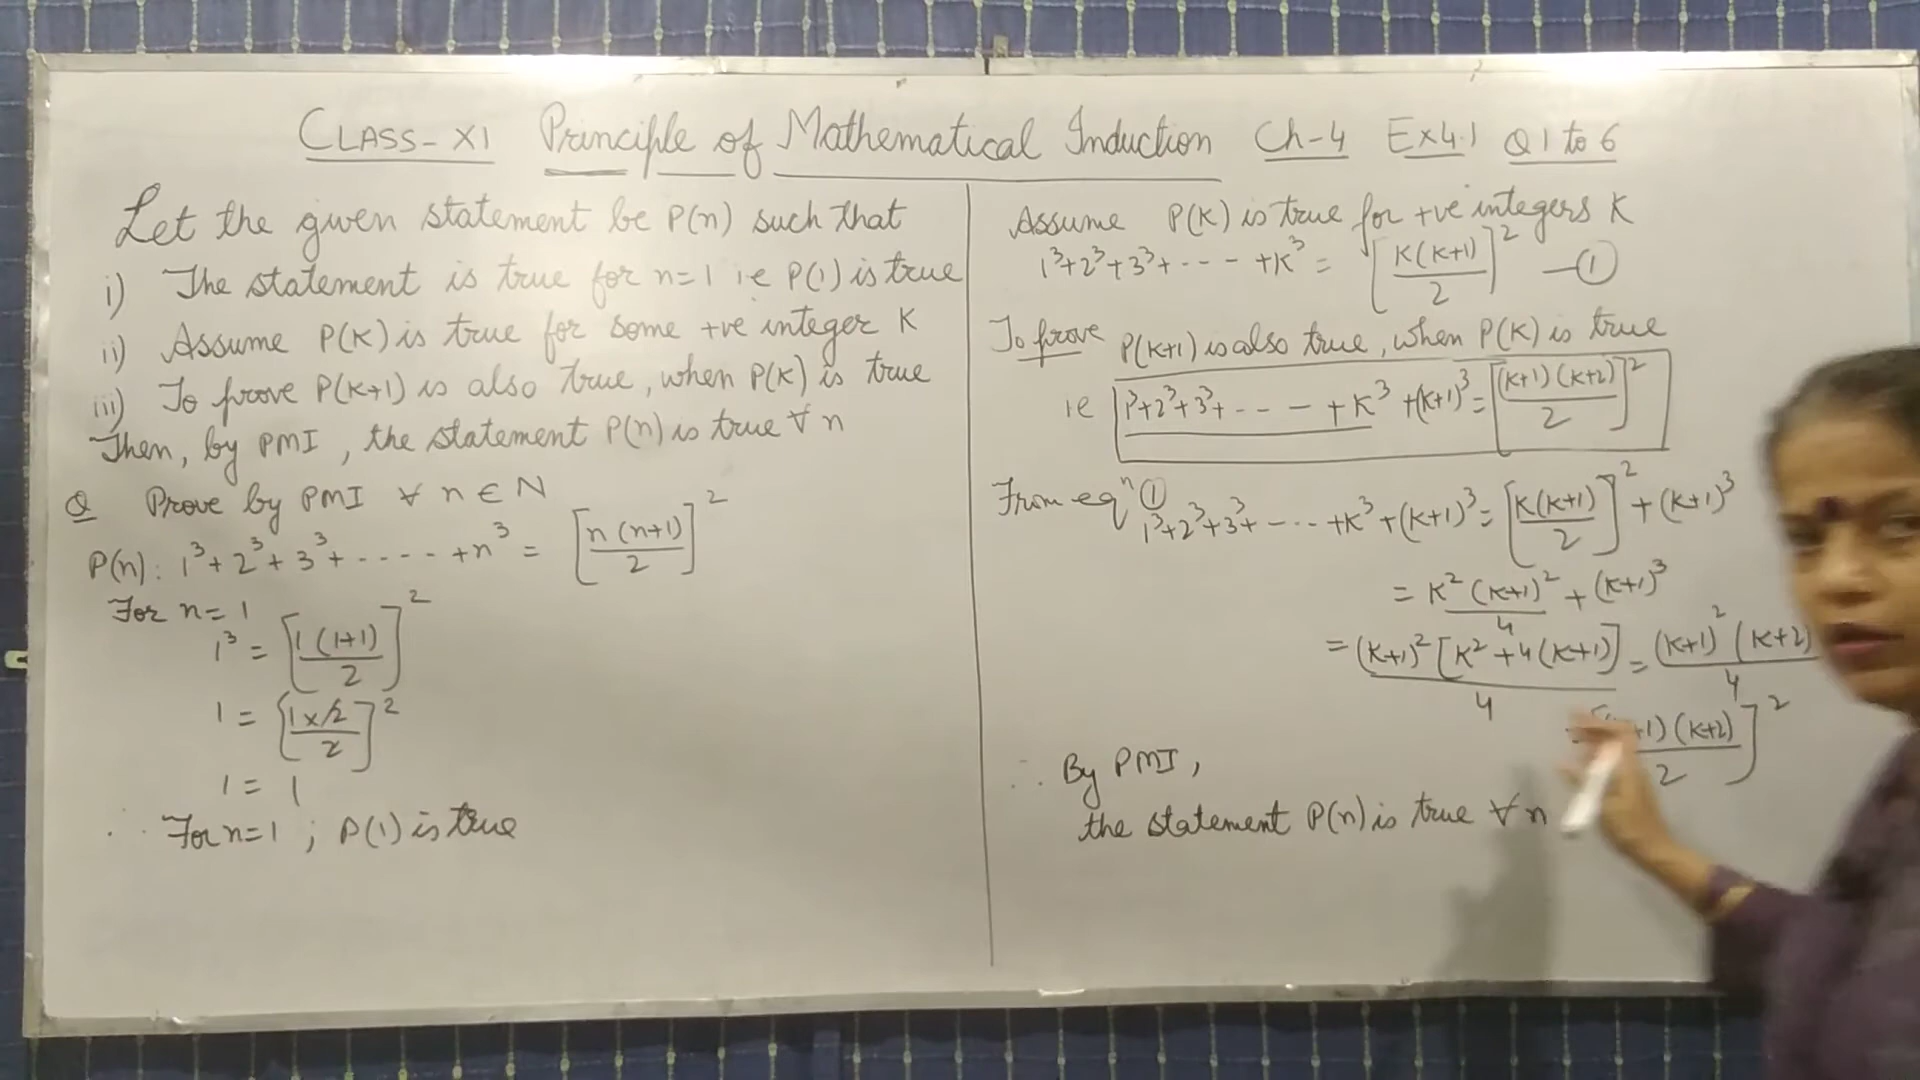 CLASS-XI Principle of Mathematical Induction Ch-4 Ex4.1 Q1 to 6
Let the given statement be P(n) such that
i) The statement is true for n=1 ie P(1) is true
ii) Assume P(K) is true for some +ve integer K
iii) To prove P(K+1) is also true, when P(K) is true
Then, by PMI, the statement P(n) is true ∀ n
Q Prove by PMI ∀ n ∈ N
P(n): 1³+2³+3³+-----+n³ = [n(n+1)/2]²
For n=1
1³ = [1(1+1)/2]²
1 = [1×2/2]²
1 = 1
∴ For n=1 ; P(1) is true
Assume P(K) is true for +ve integers K
1³+2³+3³+---- +K³ = [K(K+1)/2]² —①
To prove P(K+1) is also true, when P(K) is true
ie 1³+2³+3³+--- +K³+(K+1)³=[(K+1)(K+2)/2]²
From eqⁿ ①
1³+2³+3³+---+K³+(K+1)³=[K(K+1)/2]²+(K+1)³
= K²(K+1)²/4 + (K+1)³
= (K+1)²[K²+4(K+1)]/4 = (K+1)²(K+2)/4
+1)(K+2)/2]²
∴ By PMI,
the statement P(n) is true ∀ n